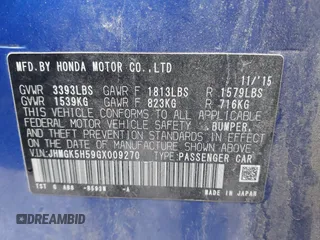 MFD.BY HONDA MOTOR CO.,LTD
11/'15
GVWR 3393LBS GAWR F 1813LBS R 1579LBS
GVWR 1539KG GAWR F 823KG R 716KG
THIS VEHICLE CONFORMS TO ALL APPLICABLE
FEDERAL MOTOR VEHICLE SAFETY, BUMPER,
AND THEFT PREVENTION STANDARDS IN EFFECT
ON THE DATE OF MANUFACTURE SHOWN ABOVE.
V.I.N:JHMGK5H59GX009270 TYPE:PASSENGER CAR
MADE IN JAPAN
AutoHelperBot